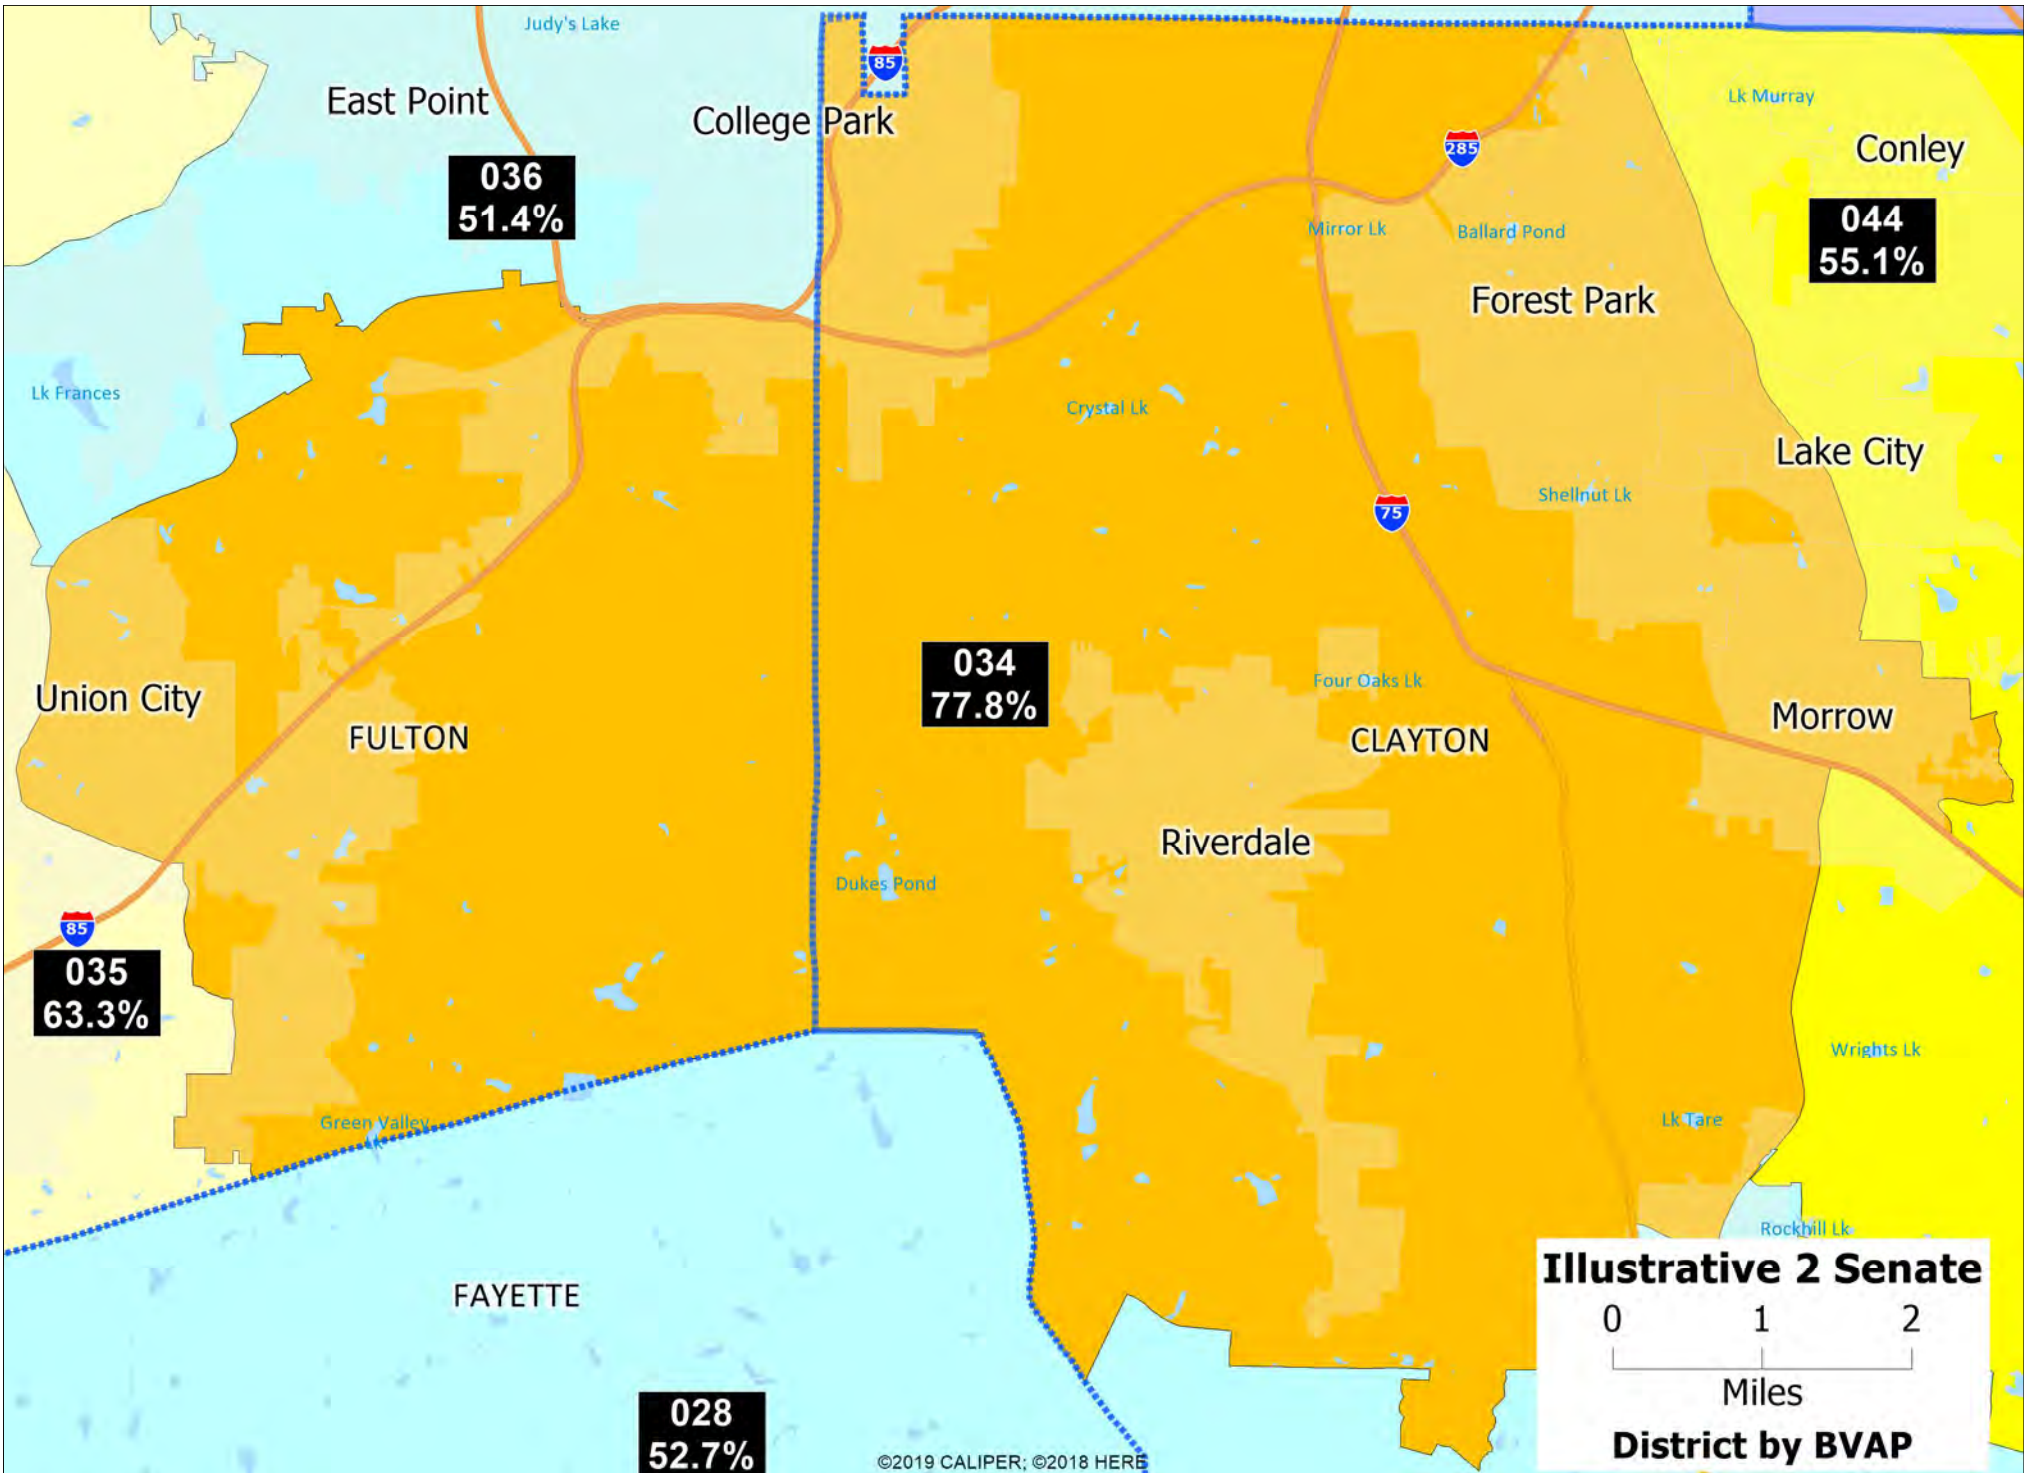 Judy's Lake
85
East Point
College Park
Lk Murray
Conley
285
036
51.4%
044
55.1%
Mirror Lk
Ballard Pond
Forest Park
Lk Frances
Crystal Lk
Lake City
Shellnut Lk
75
034
77.8%
Four Oaks Lk
Union City
FULTON
CLAYTON
Morrow
Riverdale
Dukes Pond
85
035
63.3%
Wrights Lk
Green Valley
Lk
Lk Tare
Rockhill Lk
FAYETTE
Illustrative 2 Senate
0 1 2
Miles
District by BVAP
028
52.7%
©2019 CALIPER; ©2018 HERE